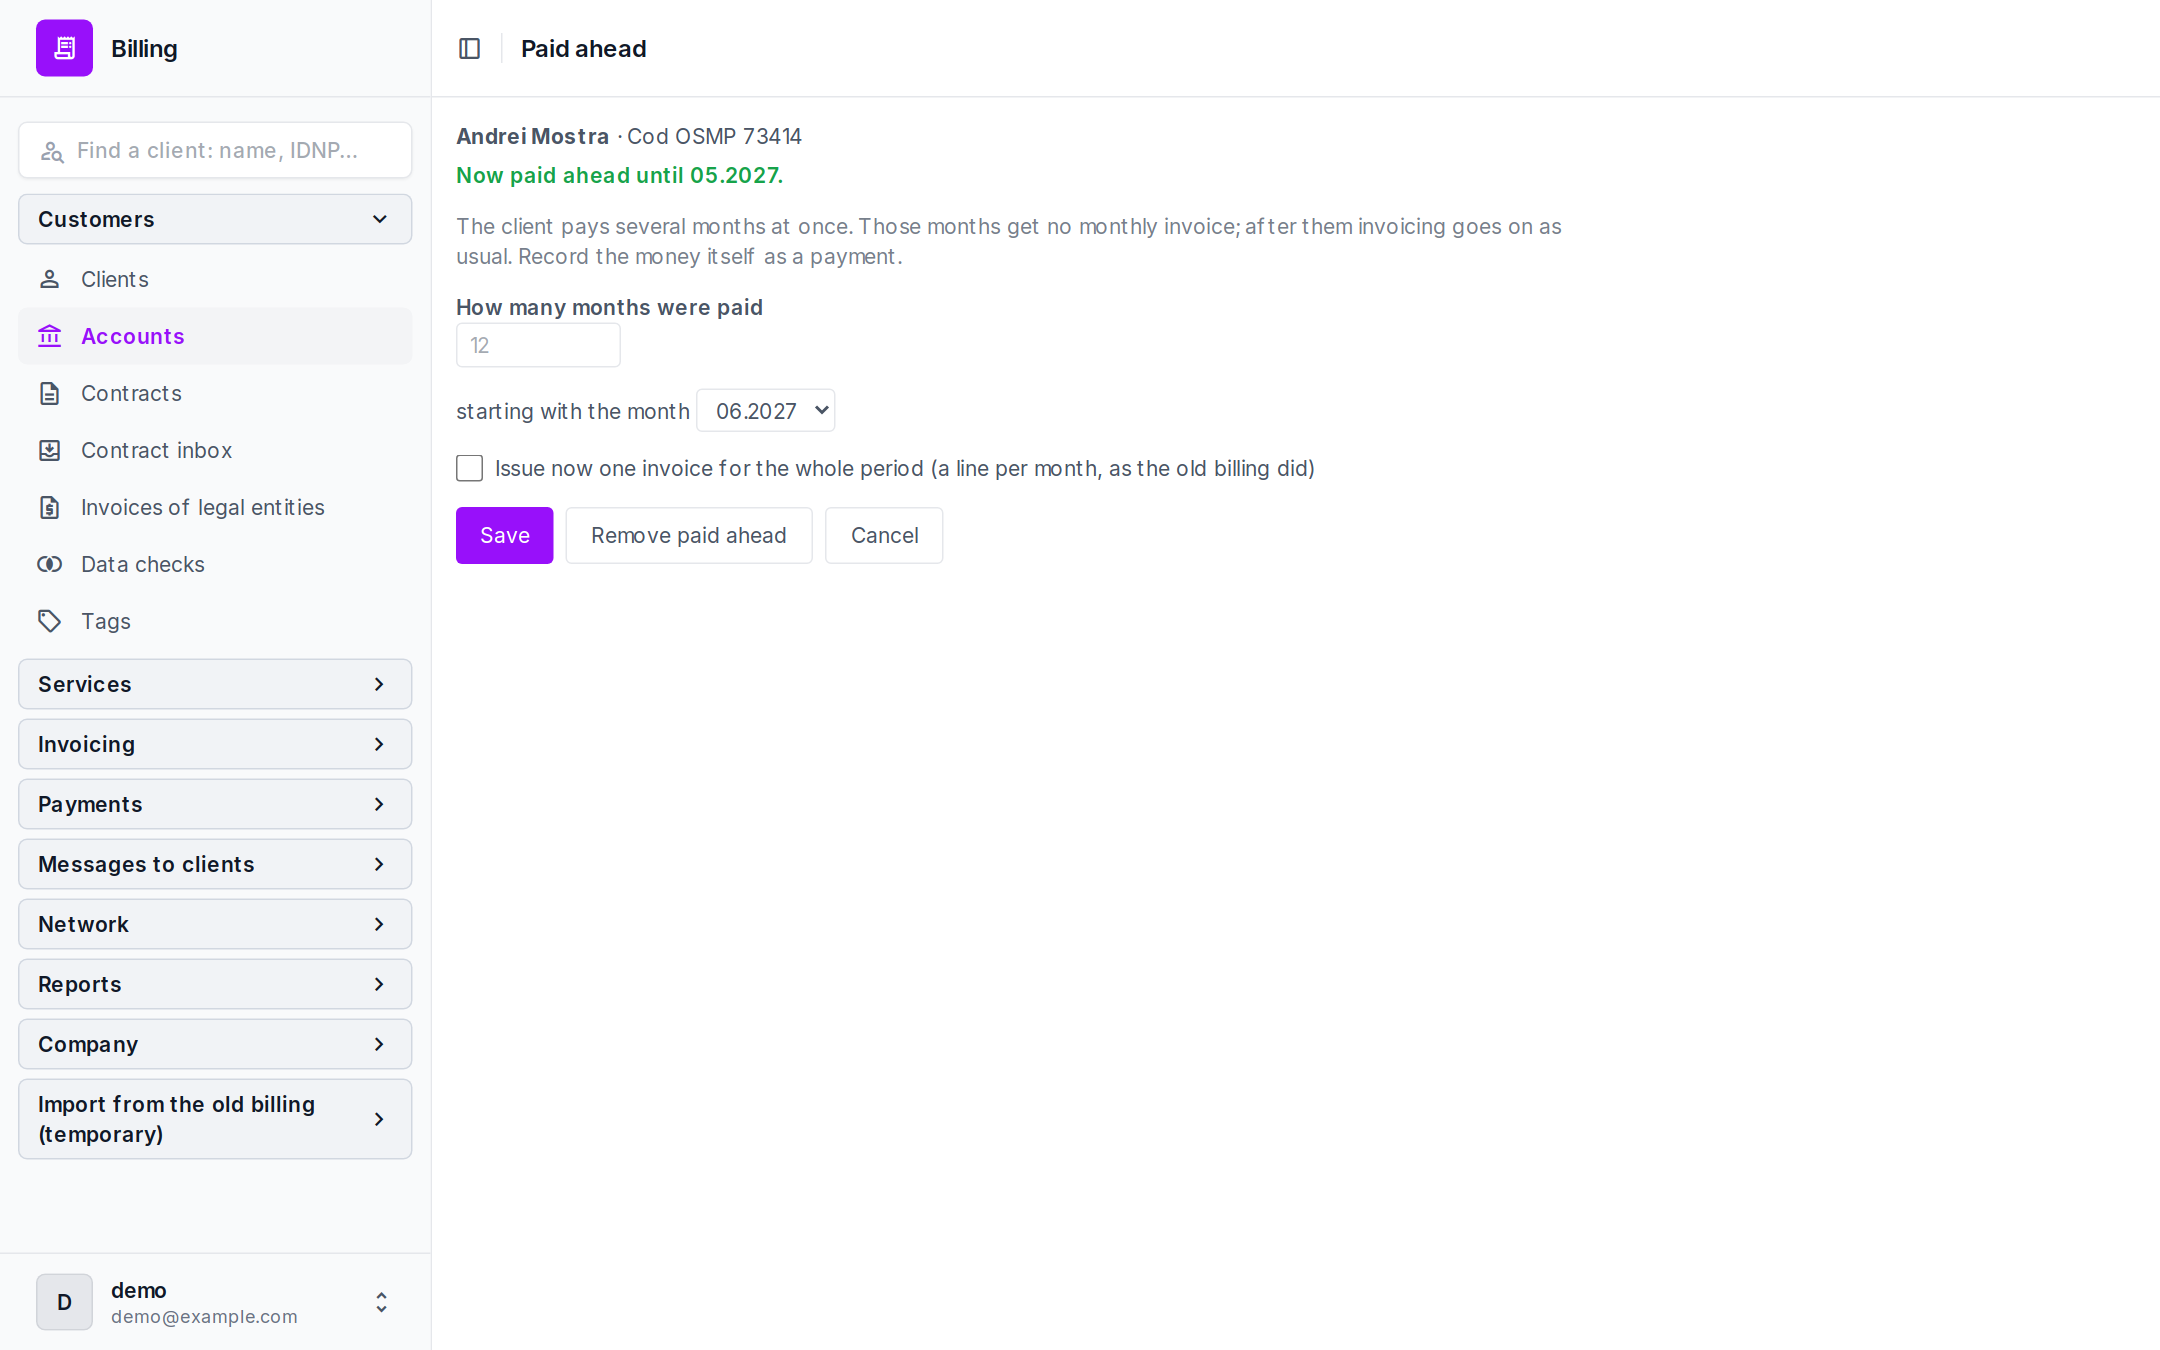 Billing
Paid ahead
Find a client: name, IDNP...
Customers
Clients
Accounts
Contracts
Contract inbox
Invoices of legal entities
Data checks
Tags
Services
Invoicing
Payments
Messages to clients
Network
Reports
Company
Import from the old billing
(temporary)
D
demo
demo@example.com
Andrei Mostra · Cod OSMP 73414
Now paid ahead until 05.2027.
The client pays several months at once. Those months get no monthly invoice; after them invoicing goes on as
usual. Record the money itself as a payment.
How many months were paid
12
starting with the month 06.2027
Issue now one invoice for the whole period (a line per month, as the old billing did)
Save
Remove paid ahead
Cancel